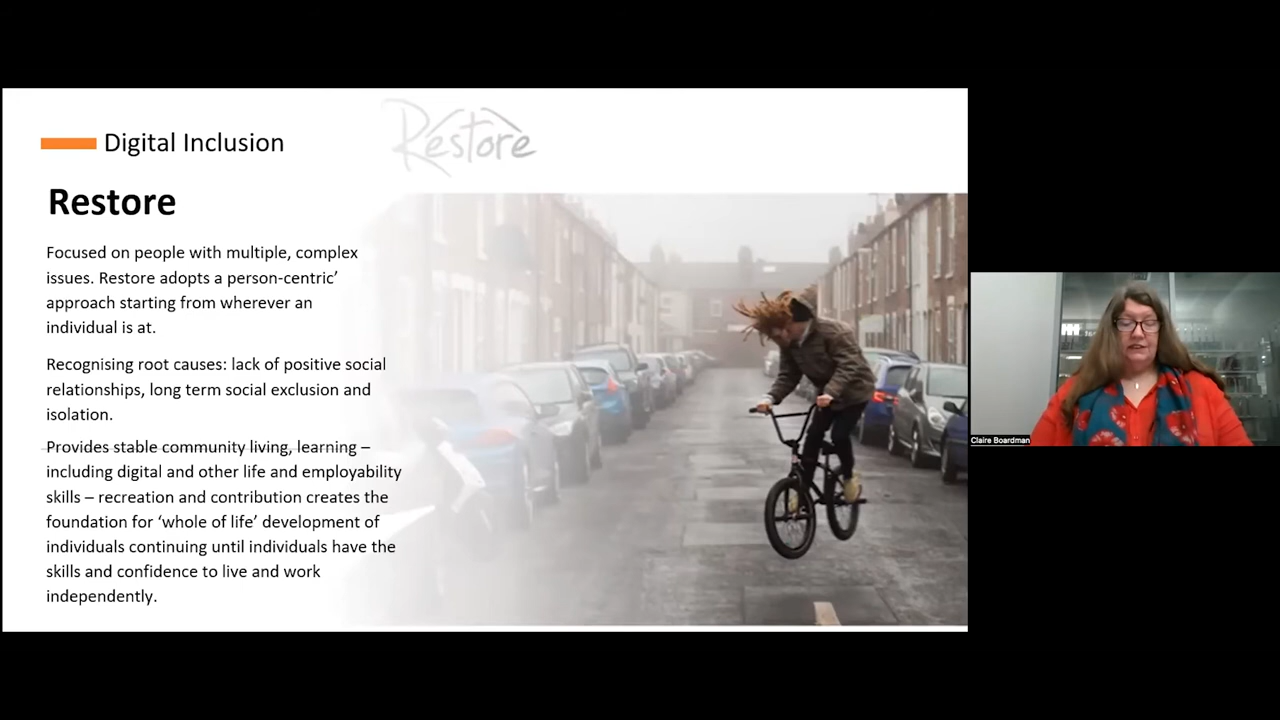 Digital Inclusion
Restore
Restore
Focused on people with multiple, complex
issues. Restore adopts a person-centric’
approach starting from wherever an
individual is at.
Recognising root causes: lack of positive social
relationships, long term social exclusion and
isolation.
Provides stable community living, learning –
including digital and other life and employability
skills – recreation and contribution creates the
foundation for ‘whole of life’ development of
individuals continuing until individuals have the
skills and confidence to live and work
independently.
Claire Boardman